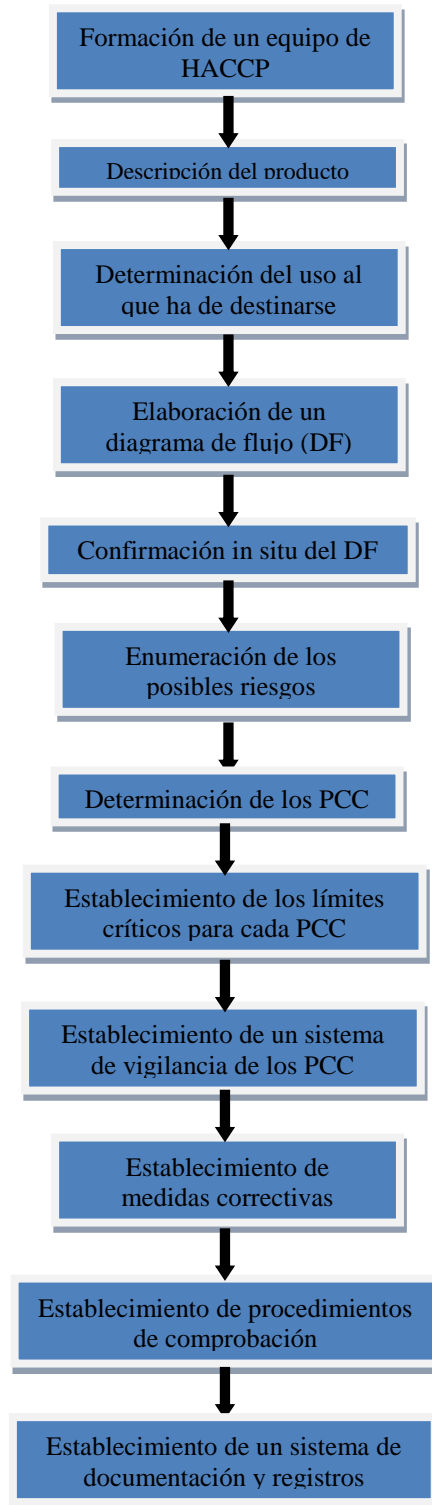 Formación de un equipo de
HACCP
Descripción del producto
Determinación del uso al
que ha de destinarse
Elaboración de un
diagrama de flujo (DF)
Confirmación in situ del DF
Enumeración de los
posibles riesgos
Determinación de los PCC
Establecimiento de los límites
críticos para cada PCC
Establecimiento de un sistema
de vigilancia de los PCC
Establecimiento de
medidas correctivas
Establecimiento de procedimientos
de comprobación
Establecimiento de un sistema de
documentación y registros